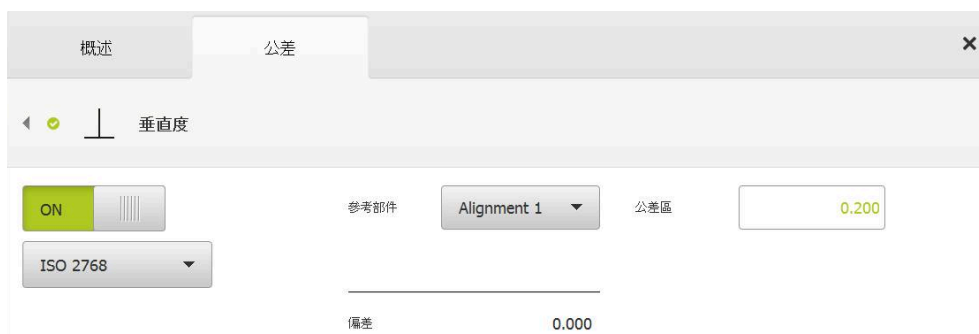 概述 公差
垂直度
ON 參考部件 Alignment 1 公差區 0.200
ISO 2768
偏差 0.000